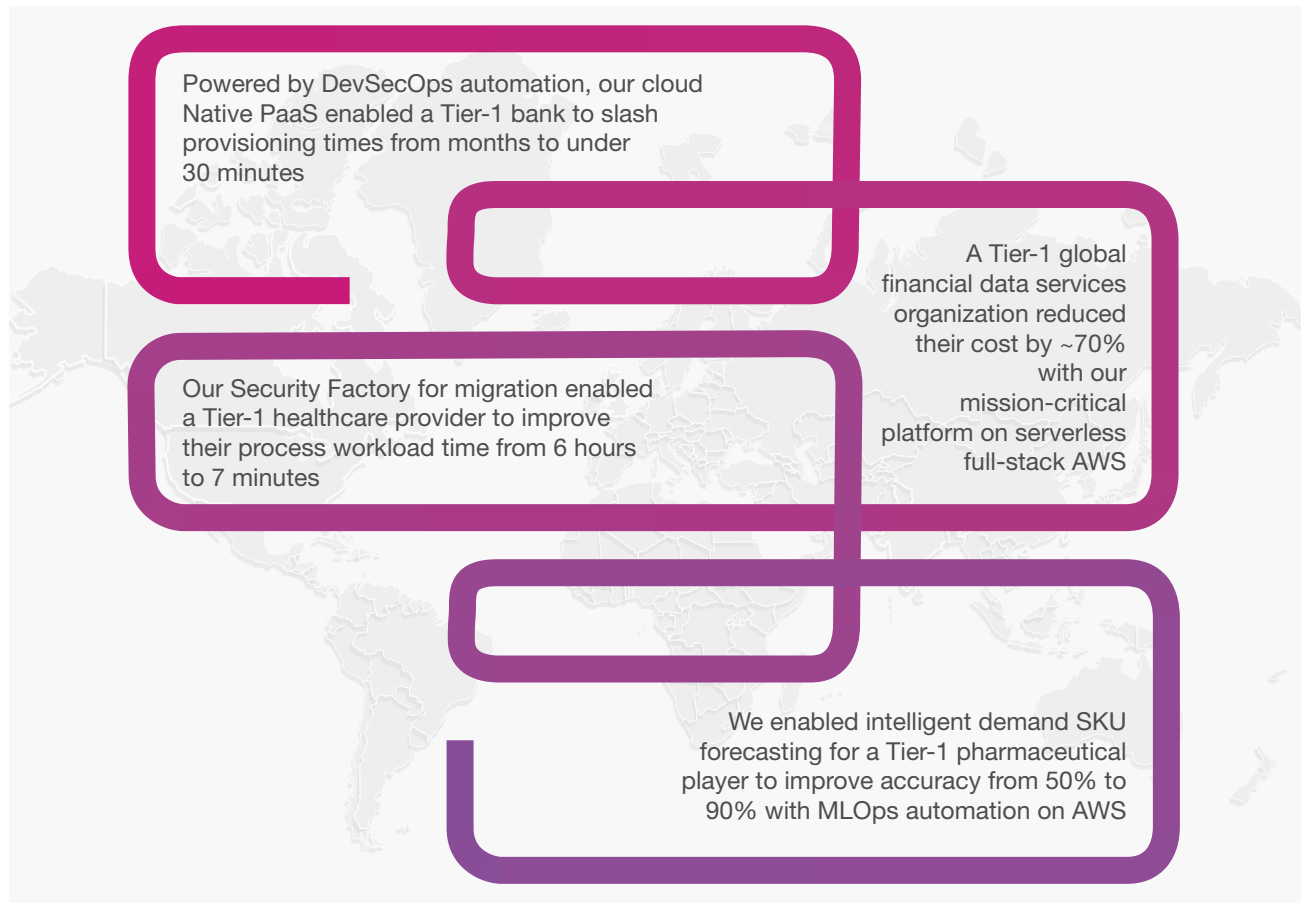 Powered by DevSecOps automation, our cloud
Native PaaS enabled a Tier-1 bank to slash
provisioning times from months to under
30 minutes
A Tier-1 global
financial data services
organization reduced
their cost by ~70%
with our
mission-critical
platform on serverless
full-stack AWS
Our Security Factory for migration enabled
a Tier-1 healthcare provider to improve
their process workload time from 6 hours
to 7 minutes
We enabled intelligent demand SKU
forecasting for a Tier-1 pharmaceutical
player to improve accuracy from 50% to
90% with MLOps automation on AWS